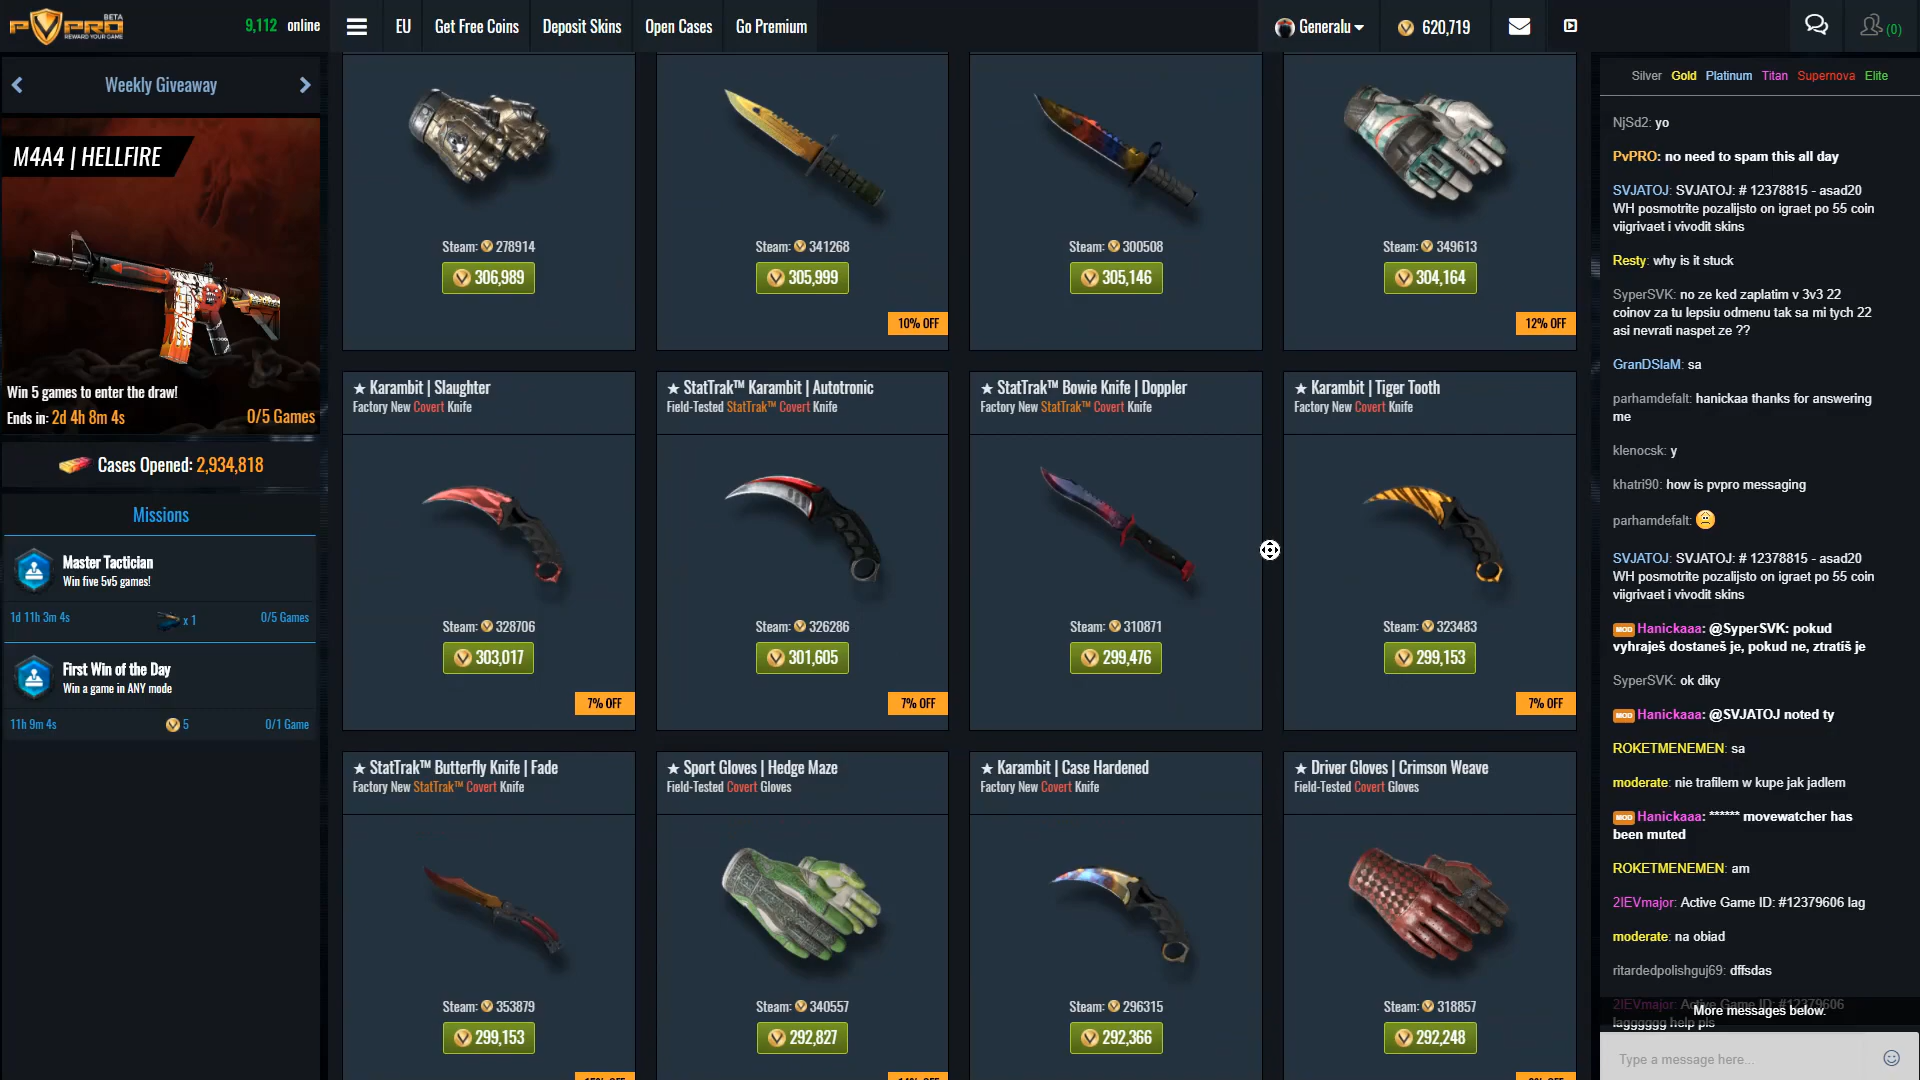 PVPRO BETA
REWARD YOUR GAME
9,112 online
EU Get Free Coins Deposit Skins Open Cases Go Premium
Generalu 620,719
(0)
Weekly Giveaway
M4A4 | HELLFIRE
Win 5 games to enter the draw!
Ends in: 2d 4h 8m 4s 0/5 Games
Cases Opened: 2,934,818
Missions
Master Tactician
Win five 5v5 games!
1d 11h 3m 4s x 1 0/5 Games
First Win of the Day
Win a game in ANY mode
11h 9m 4s 5 0/1 Game
Steam: 278914
306,989
Steam: 341268
305,999
10% OFF
Steam: 300508
305,146
Steam: 349613
304,164
12% OFF
★ Karambit | Slaughter
Factory New Covert Knife
Steam: 328706
303,017
7% OFF
★ StatTrak™ Karambit | Autotronic
Field-Tested StatTrak™ Covert Knife
Steam: 326286
301,605
7% OFF
★ StatTrak™ Bowie Knife | Doppler
Factory New StatTrak™ Covert Knife
Steam: 310871
299,476
★ Karambit | Tiger Tooth
Factory New Covert Knife
Steam: 323483
299,153
7% OFF
★ StatTrak™ Butterfly Knife | Fade
Factory New StatTrak™ Covert Knife
Steam: 353879
299,153
★ Sport Gloves | Hedge Maze
Field-Tested Covert Gloves
Steam: 340557
292,827
★ Karambit | Case Hardened
Factory New Covert Knife
Steam: 296315
292,366
★ Driver Gloves | Crimson Weave
Field-Tested Covert Gloves
Steam: 318857
292,248
Silver Gold Platinum Titan Supernova Elite
NjSd2: yo
PvPRO: no need to spam this all day
SVJATOJ: SVJATOJ: # 12378815 - asad20
WH posmotrite pozalijsto on igraet po 55 coin
viigrivaet i vivodit skins
Resty: why is it stuck
SyperSVK: no ze ked zaplatim v 3v3 22
coinov za tu lepsiu odmenu tak sa mi tych 22
asi nevrati naspet ze ??
GranDSlaM: sa
parhamdefalt: hanickaa thanks for answering
me
klenocsk: y
khatri90: how is pvpro messaging
parhamdefalt:
SVJATOJ: SVJATOJ: # 12378815 - asad20
WH posmotrite pozalijsto on igraet po 55 coin
viigrivaet i vivodit skins
MOD Hanickaaa: @SyperSVK: pokud
vyhraješ dostaneš je, pokud ne, ztratíš je
SyperSVK: ok diky
MOD Hanickaaa: @SVJATOJ noted ty
ROKETMENEMEN: sa
moderate: nie trafilem w kupe jak jadlem
MOD Hanickaaa: ****** movewatcher has
been muted
ROKETMENEMEN: am
2lEVmajor: Active Game ID: #12379606 lag
moderate: na obiad
ritardedpolishguj69: dffsdas
2lEVmajor: Active Game ID: #12379606
laggggg help pls
More messages below.
Type a message here...